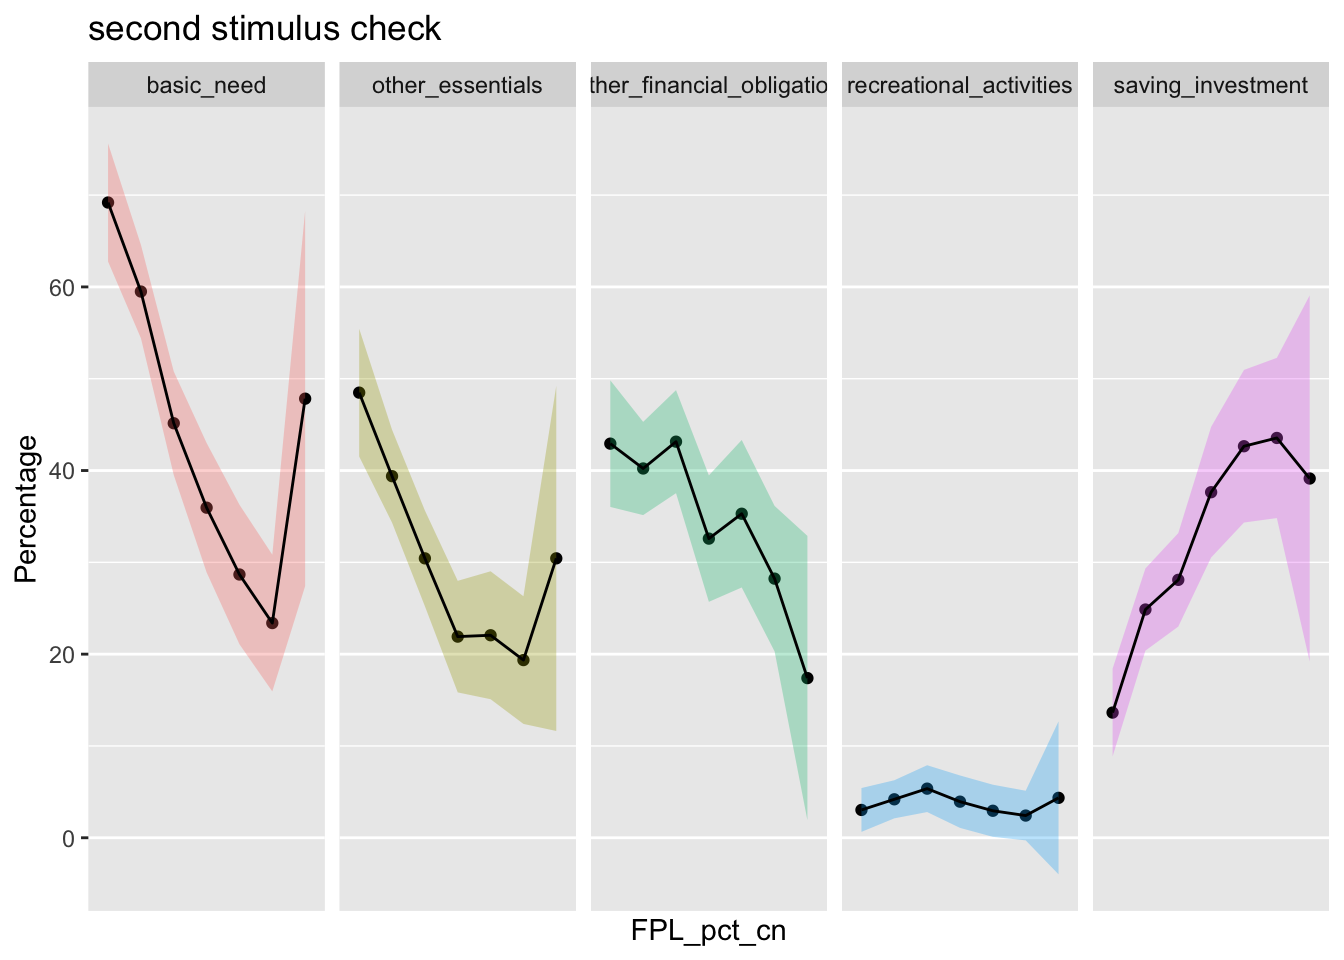 second stimulus check
basic_need
other_essentials
ther_financial_obligatio
recreational_activities
saving_investment
60
40
20
0
Percentage
FPL_pct_cn